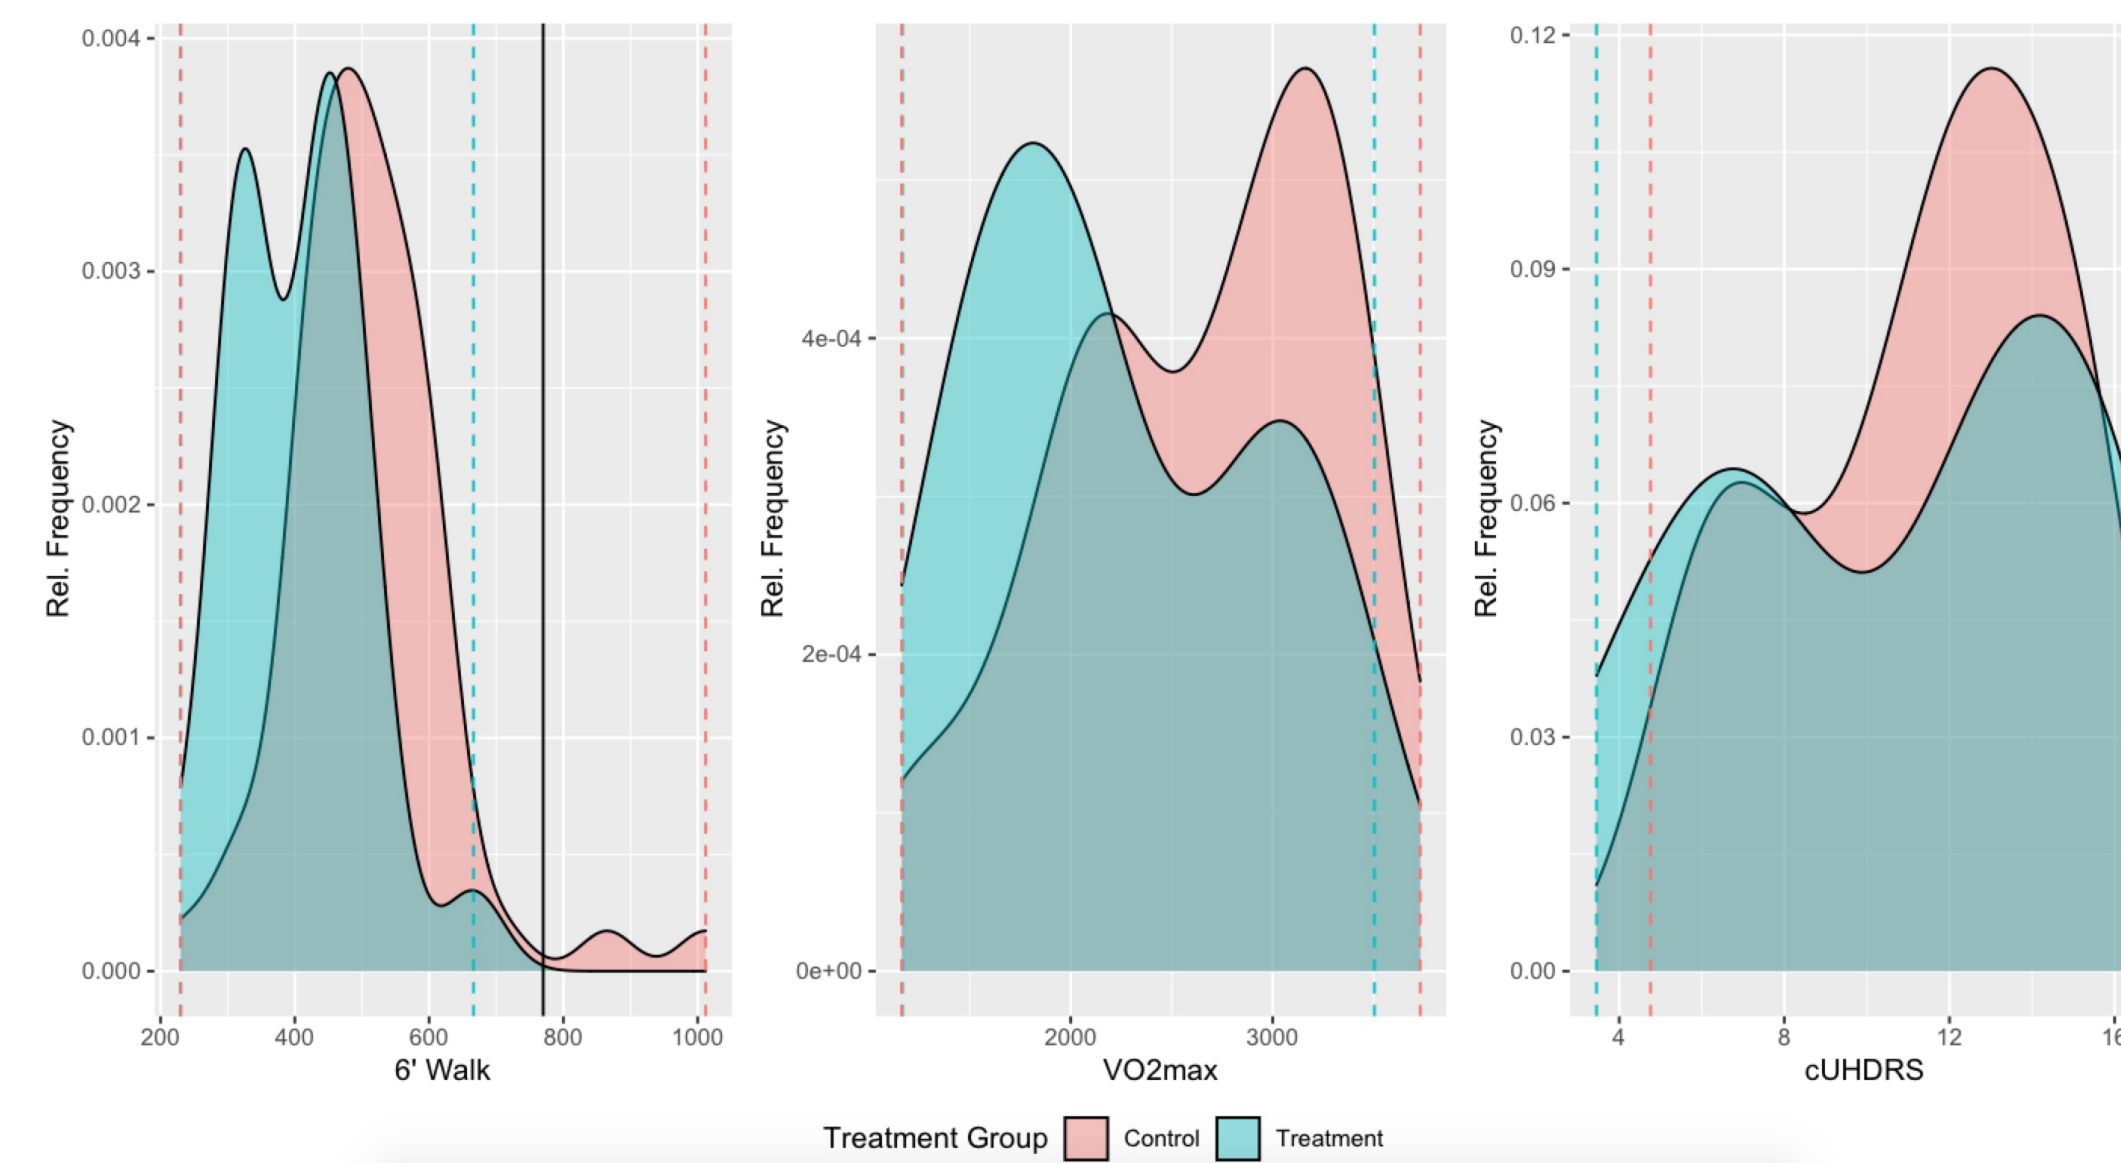 0.004
0.003
0.002
0.001
0.000
Rel. Frequency
200 400 600 800 1000
6' Walk
4e-04
2e-04
0e+00
Rel. Frequency
2000 3000
VO2max
0.12
0.09
0.06
0.03
0.00
Rel. Frequency
4 8 12
cUHDRS
Treatment Group Control Treatment